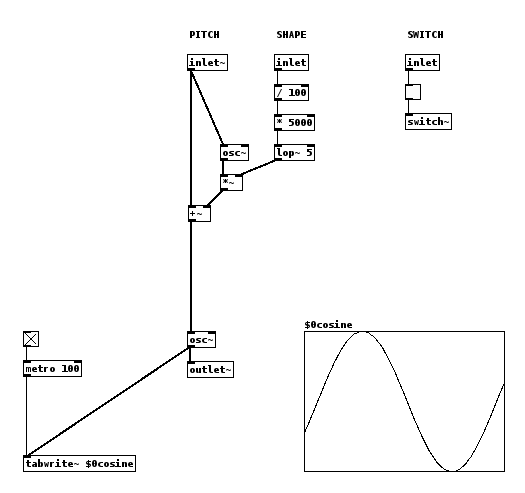 PITCH
SHAPE
SWITCH
inlet~
inlet
inlet
/ 100
* 5000
switch~
osc~
lop~ 5
*~
+~
$0cosine
osc~
metro 100
outlet~
tabwrite~ $0cosine